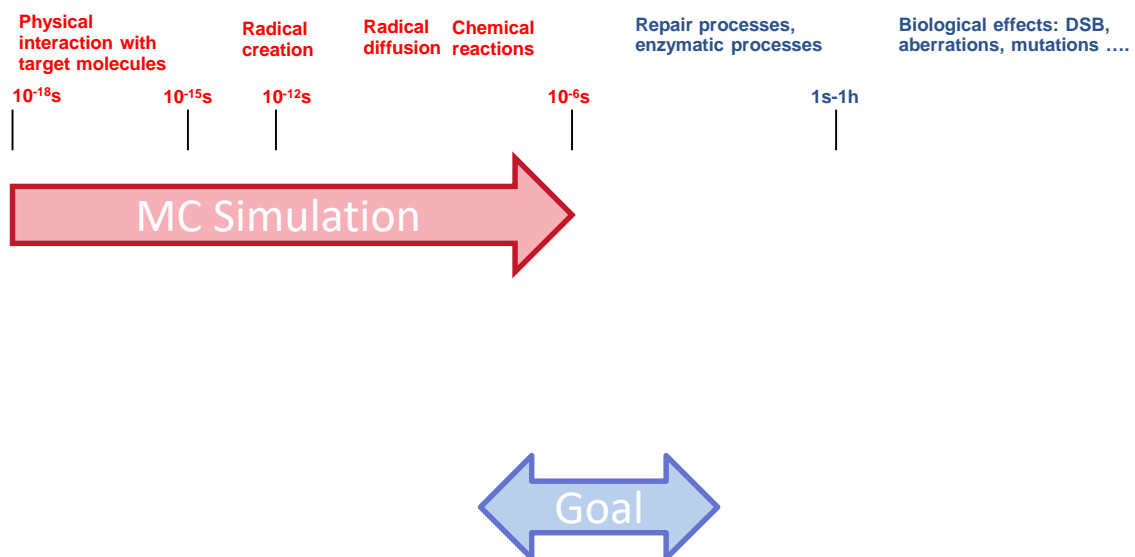 Physical
interaction with
target molecules
Radical
creation
Radical
diffusion
Chemical
reactions
Repair processes,
enzymatic processes
Biological effects: DSB,
aberrations, mutations ....
10⁻¹⁸s
10⁻¹⁵s
10⁻¹²s
10⁻⁶s
1s-1h
MC Simulation
Goal